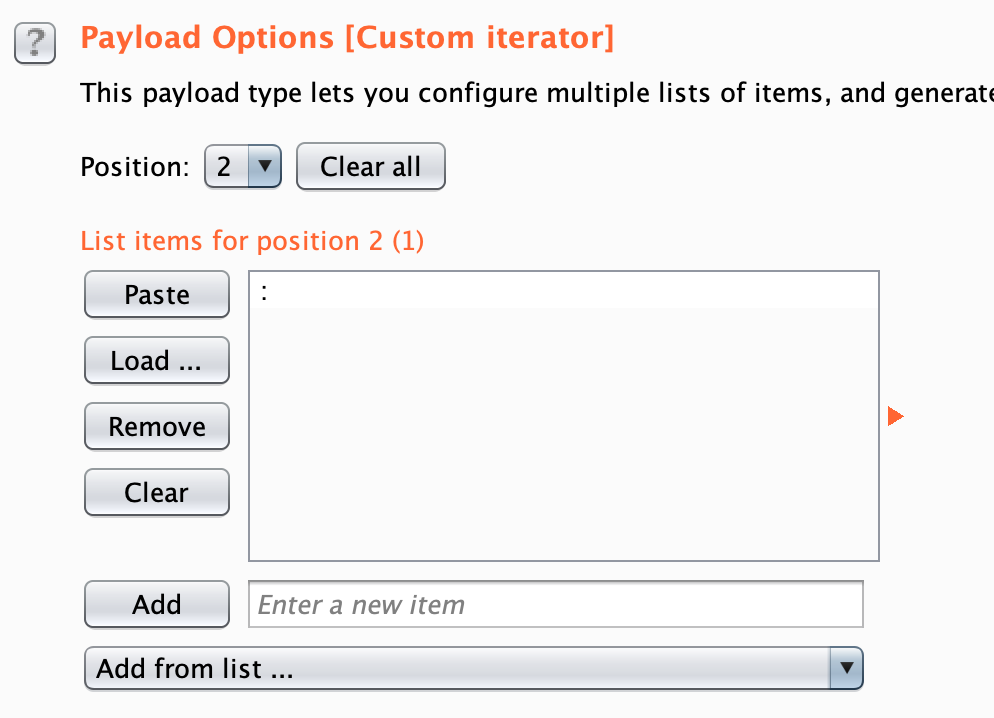 ?
Payload Options [Custom iterator]
This payload type lets you configure multiple lists of items, and generate
Position: 2 Clear all
List items for position 2 (1)
Paste :
Load ...
Remove
Clear
Add Enter a new item
Add from list ...